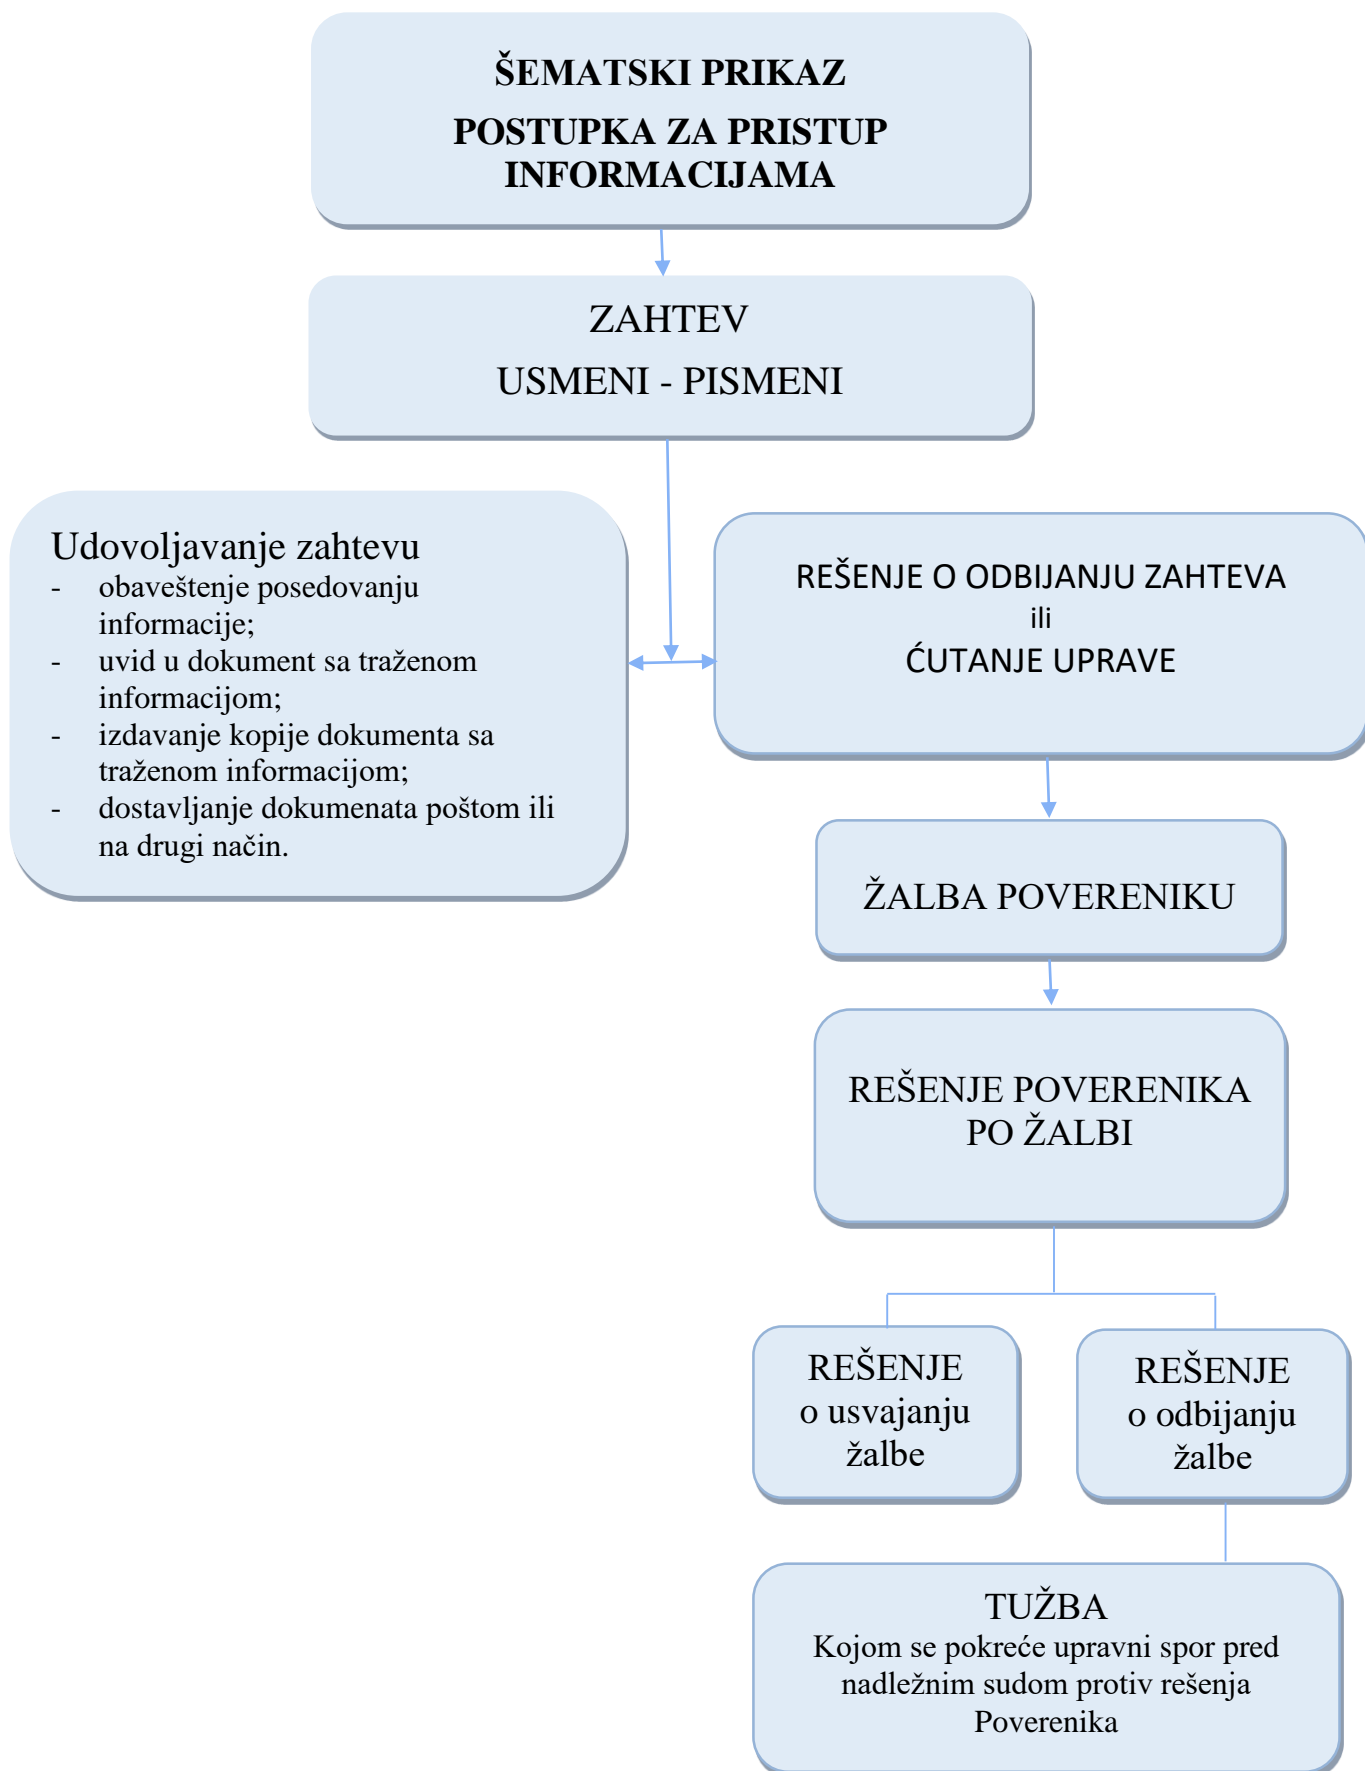 ŠEMATSKI PRIKAZ
POSTUPKA ZA PRISTUP
INFORMACIJAMA
ZAHTEV
USMENI - PISMENI
Udovoljavanje zahtevu
- obaveštenje posedovanju
informacije;
- uvid u dokument sa traženom
informacijom;
- izdavanje kopije dokumenta sa
traženom informacijom;
- dostavljanje dokumenata poštom ili
na drugi način.
REŠENJE O ODBIJANJU ZAHTEVA
ili
ĆUTANJE UPRAVE
ŽALBA POVERENIKU
REŠENJE POVERENIKA
PO ŽALBI
REŠENJE
o usvajanju
žalbe
REŠENJE
o odbijanju
žalbe
TUŽBA
Kojom se pokreće upravni spor pred
nadležnim sudom protiv rešenja
Poverenika